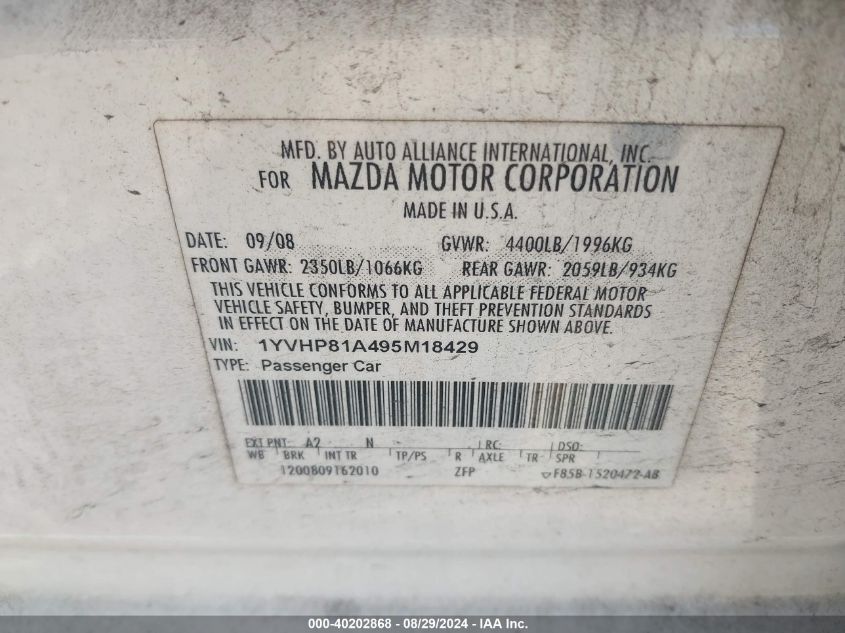 MFD. BY AUTO ALLIANCE INTERNATIONAL, INC.
FOR MAZDA MOTOR CORPORATION
MADE IN U.S.A.
DATE: 09/08 GVWR: 4400LB/1996KG
FRONT GAWR: 2350LB/1066KG REAR GAWR: 2059LB/934KG
THIS VEHICLE CONFORMS TO ALL APPLICABLE FEDERAL MOTOR
VEHICLE SAFETY, BUMPER, AND THEFT PREVENTION STANDARDS
IN EFFECT ON THE DATE OF MANUFACTURE SHOWN ABOVE.
VIN: 1YVHP81A495M18429
TYPE: Passenger Car
EXT PNT: A2 N RC: DSO:
WB BRK INT TR TP/PS R AXLE TR SPR
1200809162010 ZFP F85B-1520472-AB
000-40202868 - 08/29/2024 - IAA Inc.